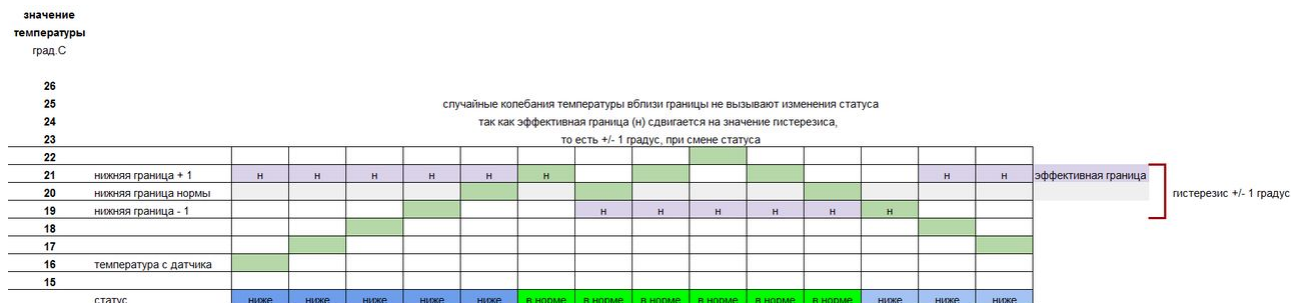 значение
температуры
град.С
26
25 случайные колебания температуры вблизи границы не вызывают изменения статуса
24 так как эффективная граница (н) сдвигается на значение гистерезиса,
23 то есть +/- 1 градус, при смене статуса
22
21 нижняя граница + 1 н н н н н н н н эффективная граница
20 нижняя граница нормы гистерезис +/- 1 градус
19 нижняя граница - 1 н н н н н н
18
17
16 температура с датчика
15
статус ниже ниже ниже ниже ниже в норме в норме в норме в норме в норме в норме ниже ниже ниже